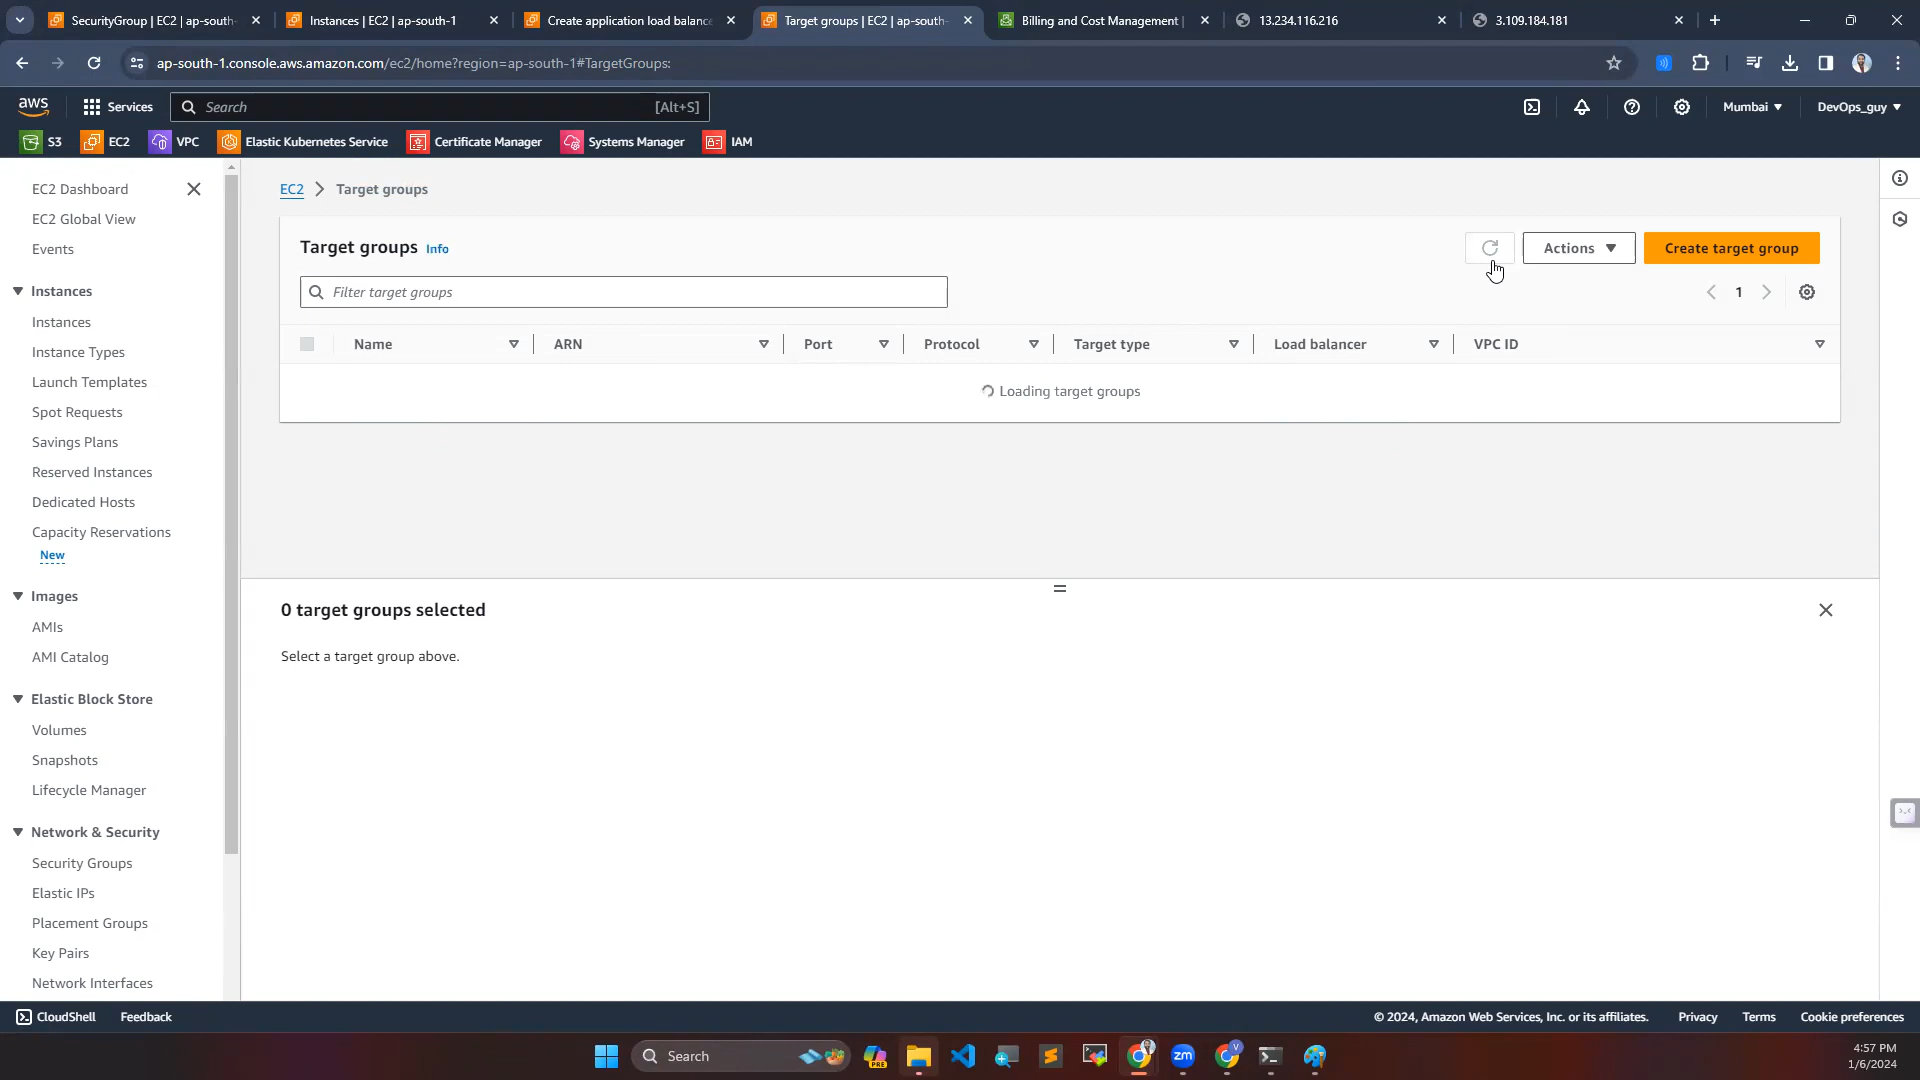 SecurityGroup | EC2 | ap-south-
Instances | EC2 | ap-south-1
Create application load balance
Target groups | EC2 | ap-south-
Billing and Cost Management |
13.234.116.216
3.109.184.181
ap-south-1.console.aws.amazon.com/ec2/home?region=ap-south-1#TargetGroups:
aws
Services
Search
[Alt+S]
Mumbai
DevOps_guy
S3
EC2
VPC
Elastic Kubernetes Service
Certificate Manager
Systems Manager
IAM
EC2 Dashboard
EC2 Global View
Events
Instances
Instances
Instance Types
Launch Templates
Spot Requests
Savings Plans
Reserved Instances
Dedicated Hosts
Capacity Reservations
New
Images
AMIs
AMI Catalog
Elastic Block Store
Volumes
Snapshots
Lifecycle Manager
Network & Security
Security Groups
Elastic IPs
Placement Groups
Key Pairs
Network Interfaces
EC2 > Target groups
Target groups Info
Actions
Create target group
Filter target groups
1
Name
ARN
Port
Protocol
Target type
Load balancer
VPC ID
Loading target groups
0 target groups selected
Select a target group above.
CloudShell
Feedback
© 2024, Amazon Web Services, Inc. or its affiliates.
Privacy
Terms
Cookie preferences
Search
PRE
zm
V
4:57 PM
1/6/2024